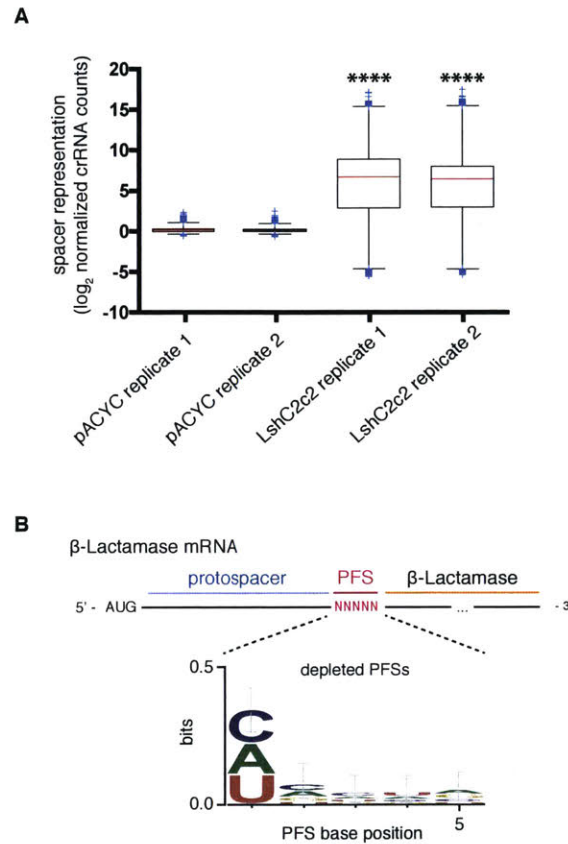 A
****
****
20
15
10
5
0
-5
-10
spacer representation
(log2 normalized crRNA counts)
pACYC replicate 1
pACYC replicate 2
LshC2c2 replicate 1
LshC2c2 replicate 2
B
β-Lactamase mRNA
protospacer
PFS
β-Lactamase
5' - AUG
NNNNN
...
- 3
depleted PFSs
0.5
bits
0.0
C
A
U
C
A
5
PFS base position